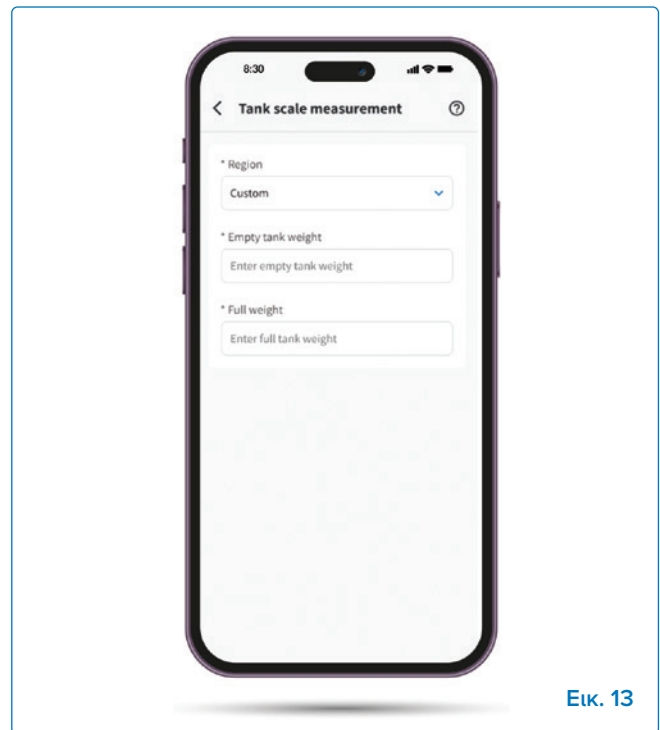 8:30
Tank scale measurement
* Region
Custom
* Empty tank weight
Enter empty tank weight
* Full weight
Enter full tank weight
Εικ. 13